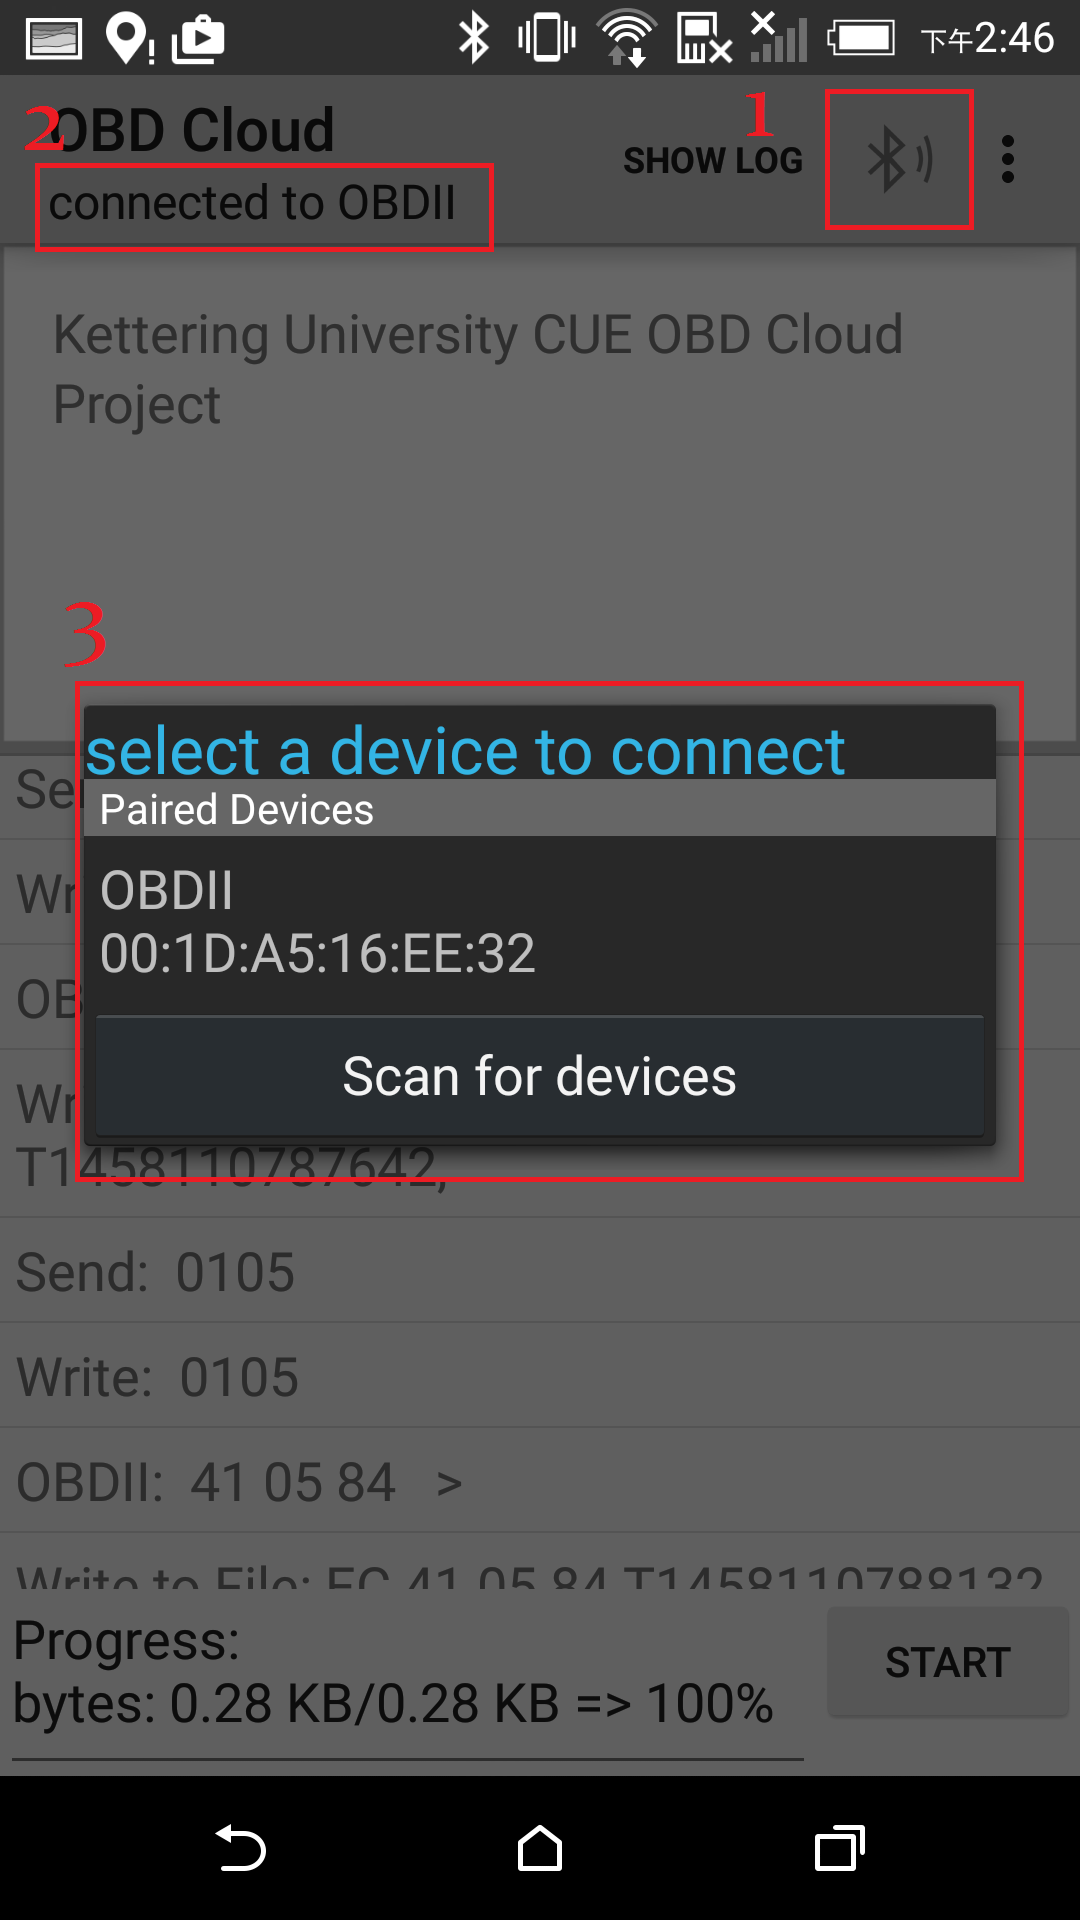 下午2:46
1
2
OBD Cloud
SHOW LOG
connected to OBDII
Kettering University CUE OBD Cloud
Project
3
select a device to connect
Se
Paired Devices
Wr
OBDII
00:1D:A5:16:EE:32
OB
Scan for devices
Wr
T1458110787642,
Send: 0105
Write: 0105
OBDII: 41 05 84 >
Write to File: EC 41 05 84 T1458110788132
Progress:
bytes: 0.28 KB/0.28 KB => 100%
START